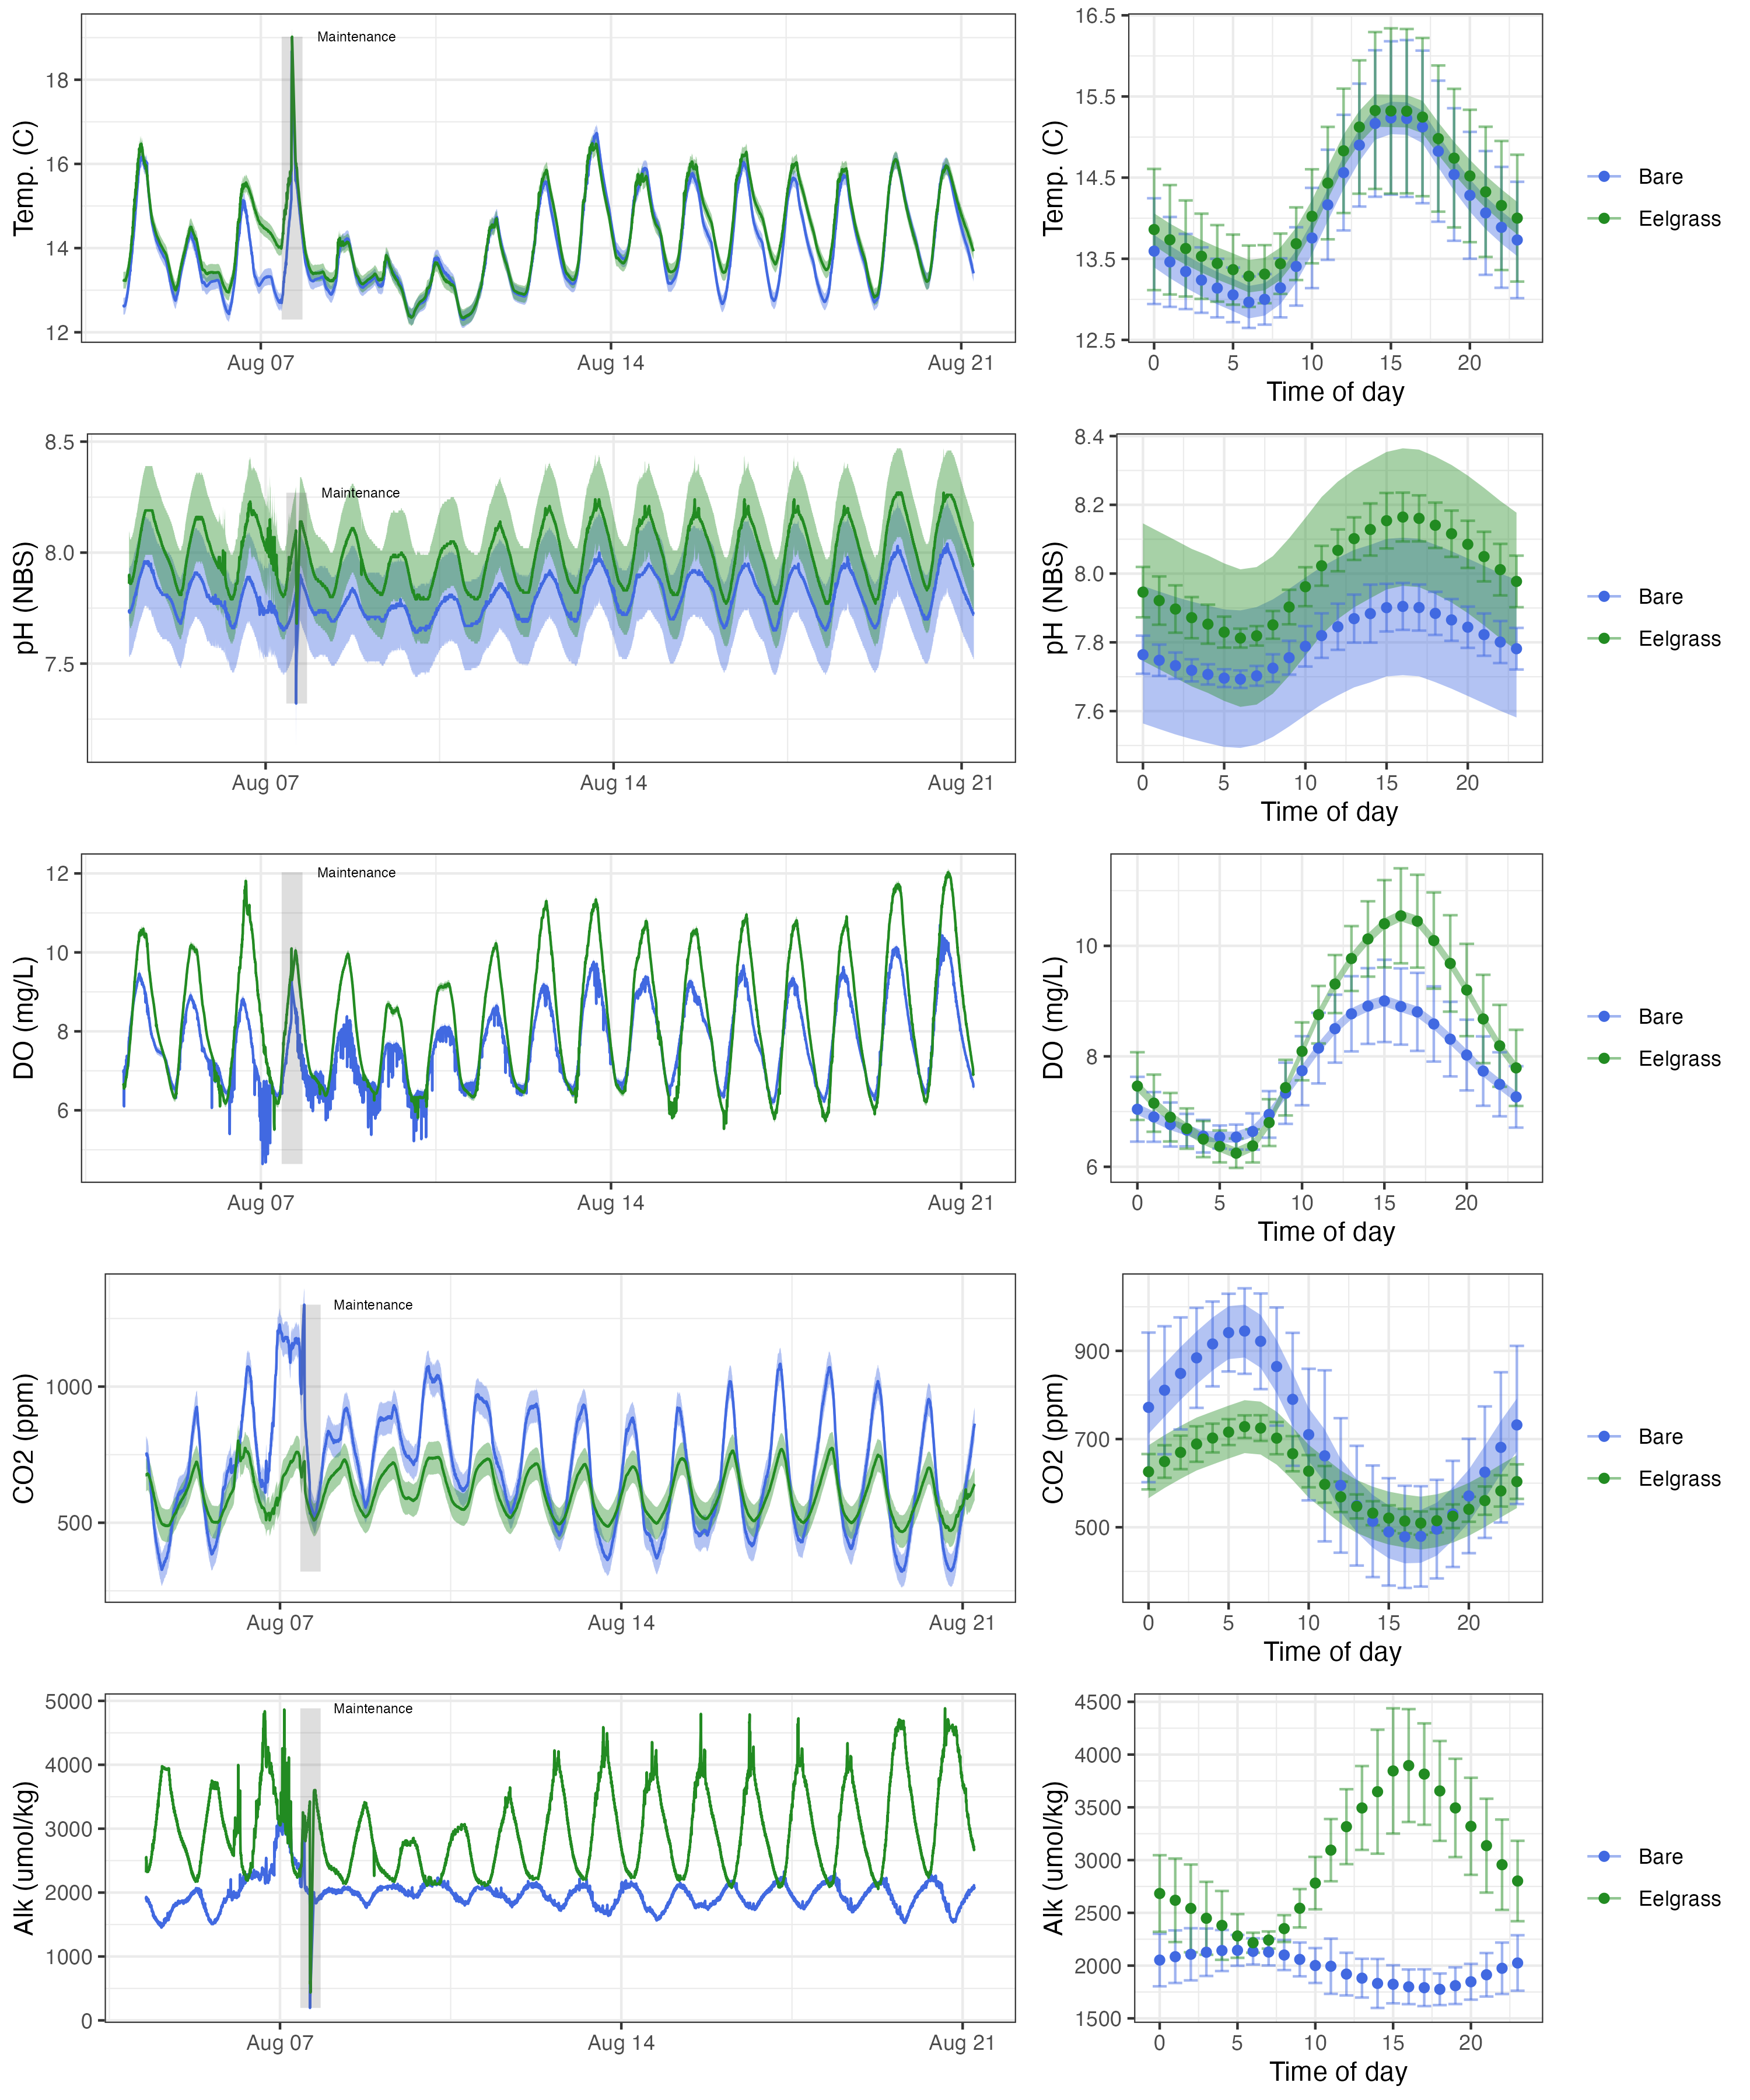 Temp. (C)
18
16
14
12
Maintenance
Aug 07
Aug 14
Aug 21
Temp. (C)
16.5
15.5
14.5
13.5
12.5
0
5
10
15
20
Time of day
Bare
Eelgrass
pH (NBS)
8.5
8.0
7.5
Maintenance
Aug 07
Aug 14
Aug 21
pH (NBS)
8.4
8.2
8.0
7.8
7.6
0
5
10
15
20
Time of day
Bare
Eelgrass
DO (mg/L)
12
10
8
6
Maintenance
Aug 07
Aug 14
Aug 21
DO (mg/L)
10
8
6
0
5
10
15
20
Time of day
Bare
Eelgrass
CO2 (ppm)
1000
500
Maintenance
Aug 07
Aug 14
Aug 21
CO2 (ppm)
900
700
500
0
5
10
15
20
Time of day
Bare
Eelgrass
Alk (umol/kg)
5000
4000
3000
2000
1000
0
Maintenance
Aug 07
Aug 14
Aug 21
Alk (umol/kg)
4500
4000
3500
3000
2500
2000
1500
0
5
10
15
20
Time of day
Bare
Eelgrass